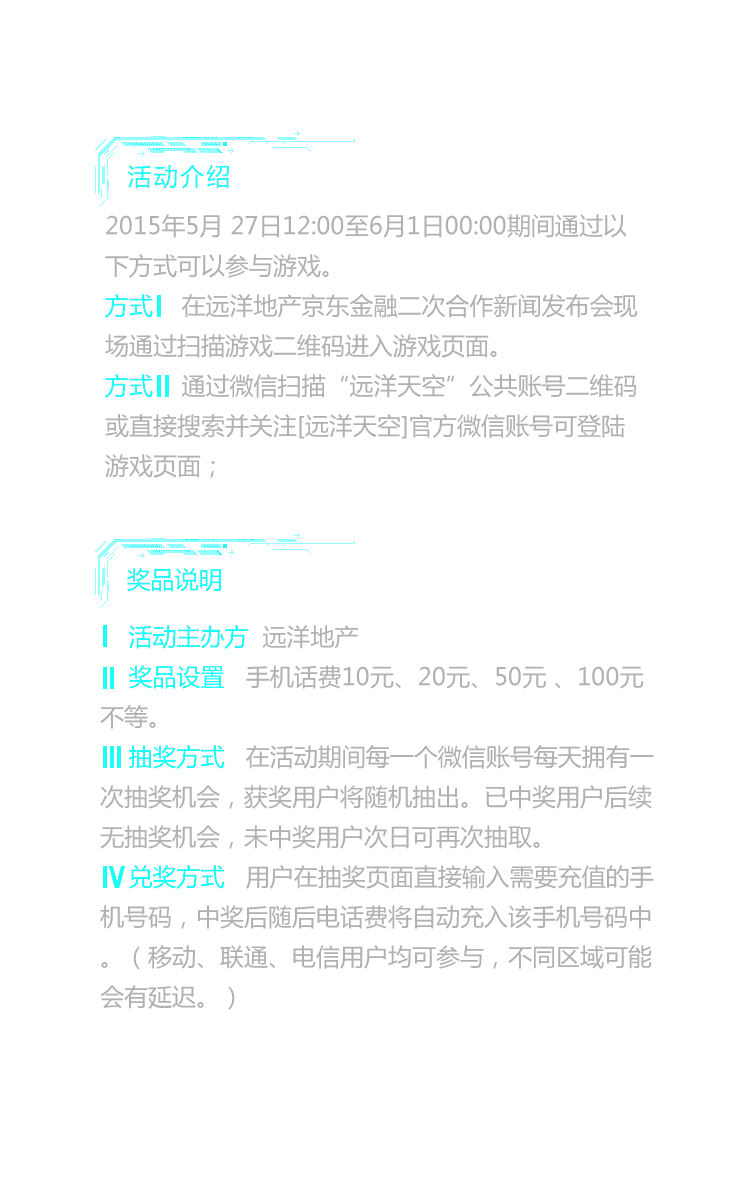 活动介绍
2015年5月 27日12:00至6月1日00:00期间通过以
下方式可以参与游戏。
方式Ⅰ 在远洋地产京东金融二次合作新闻发布会现
场通过扫描游戏二维码进入游戏页面。
方式Ⅱ 通过微信扫描“远洋天空”公共账号二维码
或直接搜索并关注[远洋天空]官方微信账号可登陆
游戏页面；
奖品说明
Ⅰ 活动主办方 远洋地产
Ⅱ 奖品设置 手机话费10元、20元、50元 、100元
不等。
Ⅲ 抽奖方式 在活动期间每一个微信账号每天拥有一
次抽奖机会，获奖用户将随机抽出。已中奖用户后续
无抽奖机会，未中奖用户次日可再次抽取。
Ⅳ 兑奖方式 用户在抽奖页面直接输入需要充值的手
机号码，中奖后随后电话费将自动充入该手机号码中
。（移动、联通、电信用户均可参与，不同区域可能
会有延迟。）